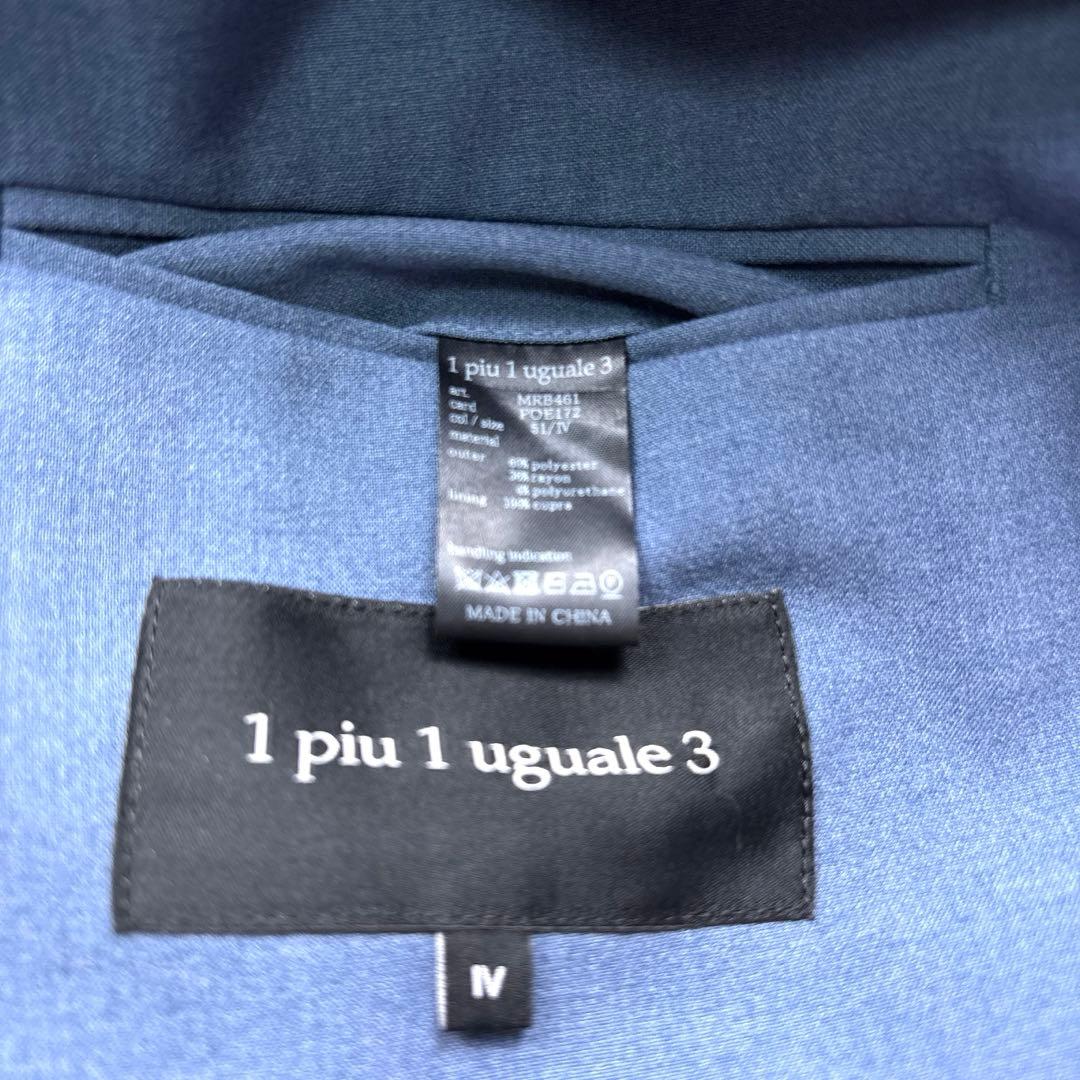 1 piu 1 uguale 3
art. MRB461
card POE172
col / size 51/IV
material
outer 60% polyester
36% rayon
4% polyurethane
lining 100% cupra
handling indication
MADE IN CHINA
1 piu 1 uguale 3
IV